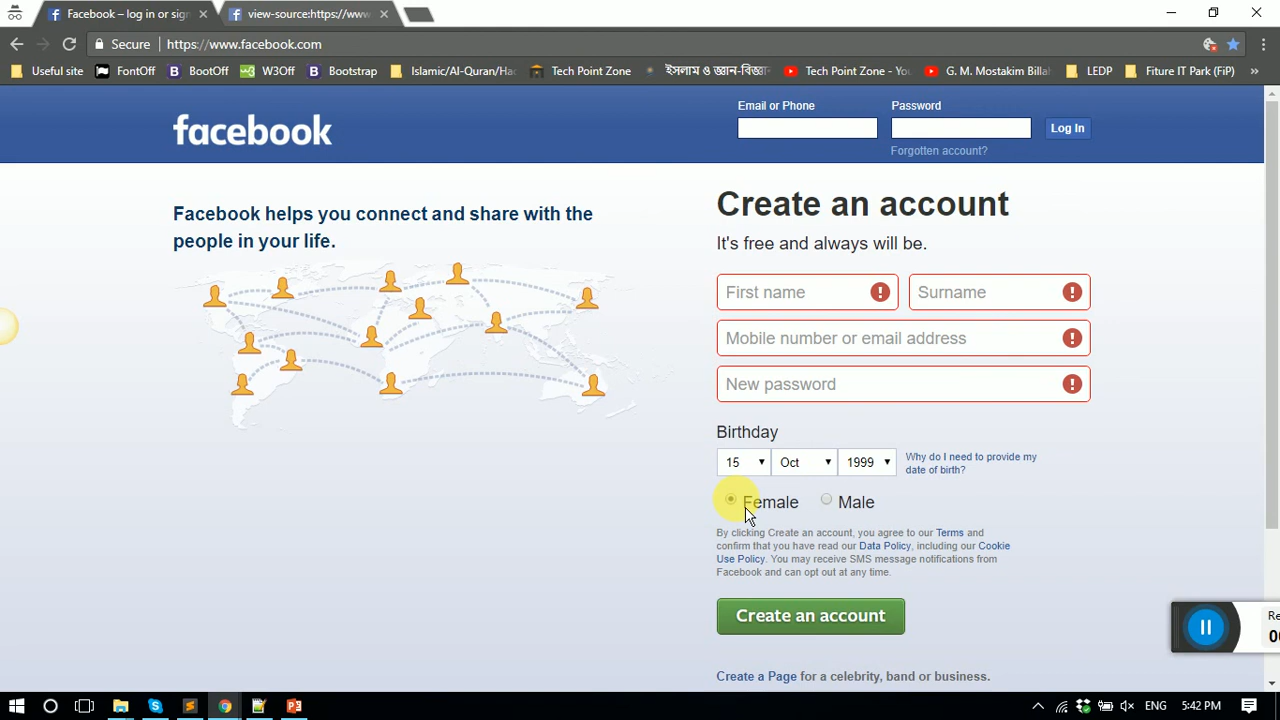 Facebook – log in or sign
view-source:https://www
Secure
https://www.facebook.com
Useful site
FontOff
BootOff
W3Off
Bootstrap
Islamic/Al-Quran/Ha
Tech Point Zone
ইসলাম ও জ্ঞান-বিজ্ঞা
Tech Point Zone - Yo
G. M. Mostakim Billa
LEDP
Fiture IT Park (FiP)
»
facebook
Email or Phone
Password
Log In
Forgotten account?
Facebook helps you connect and share with the
people in your life.
Create an account
It's free and always will be.
First name
Surname
Mobile number or email address
New password
Birthday
15
Oct
1999
Why do I need to provide my
date of birth?
Female
Male
By clicking Create an account, you agree to our Terms and
confirm that you have read our Data Policy, including our Cookie
Use Policy. You may receive SMS message notifications from
Facebook and can opt out at any time.
Create an account
Create a Page for a celebrity, band or business.
Re
00
ENG
5:42 PM